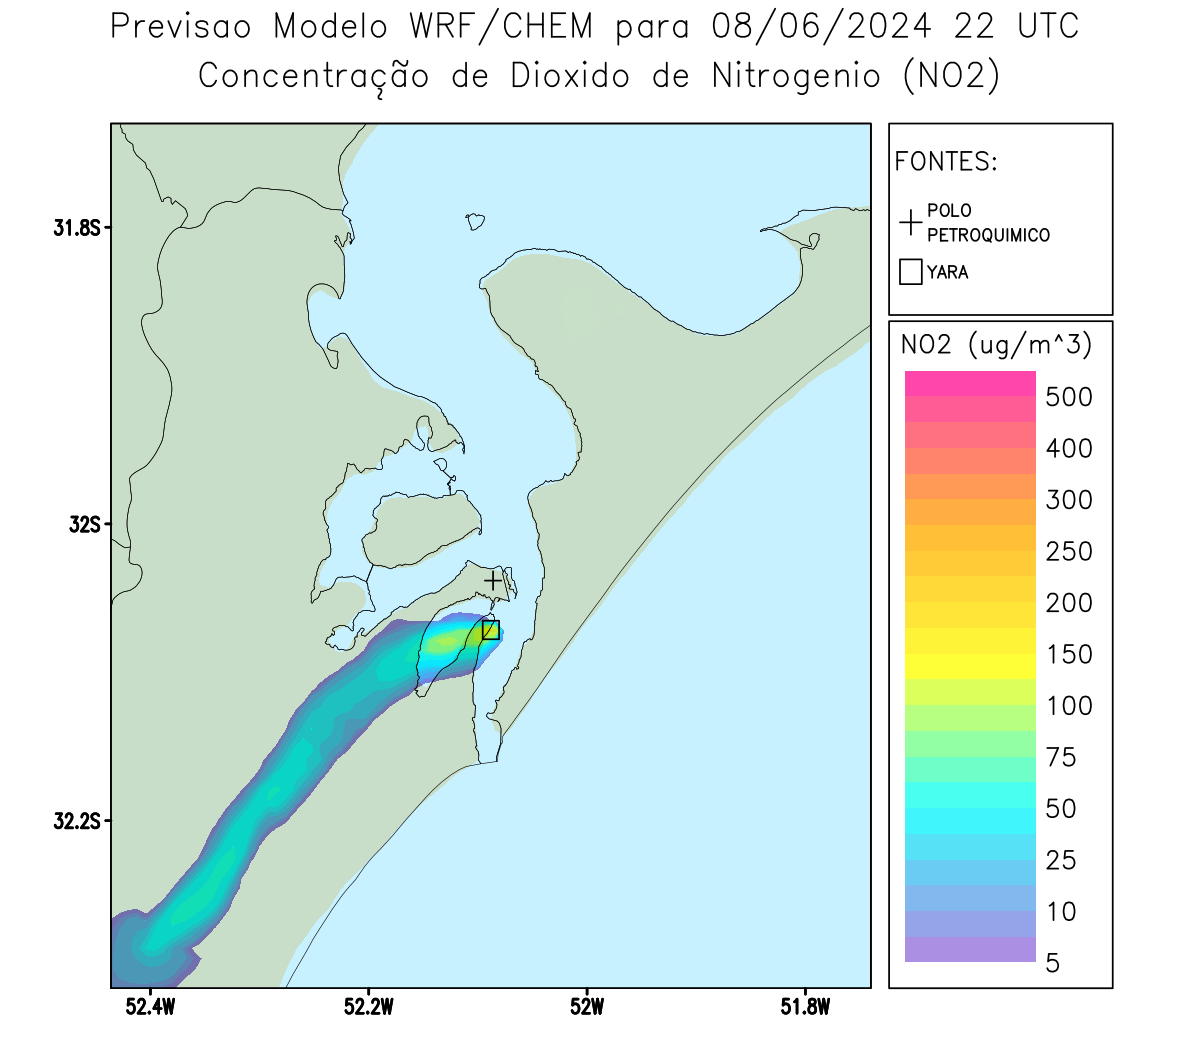 Previsao Modelo WRF/CHEM para 08/06/2024 22 UTC
Concentração de Dioxido de Nitrogenio (NO2)
FONTES:
POLO
PETROQUIMICO
YARA
NO2 (ug/m^3)
500
400
300
250
200
150
100
75
50
25
10
5
31.8S
32S
32.2S
52.4W
52.2W
52W
51.8W